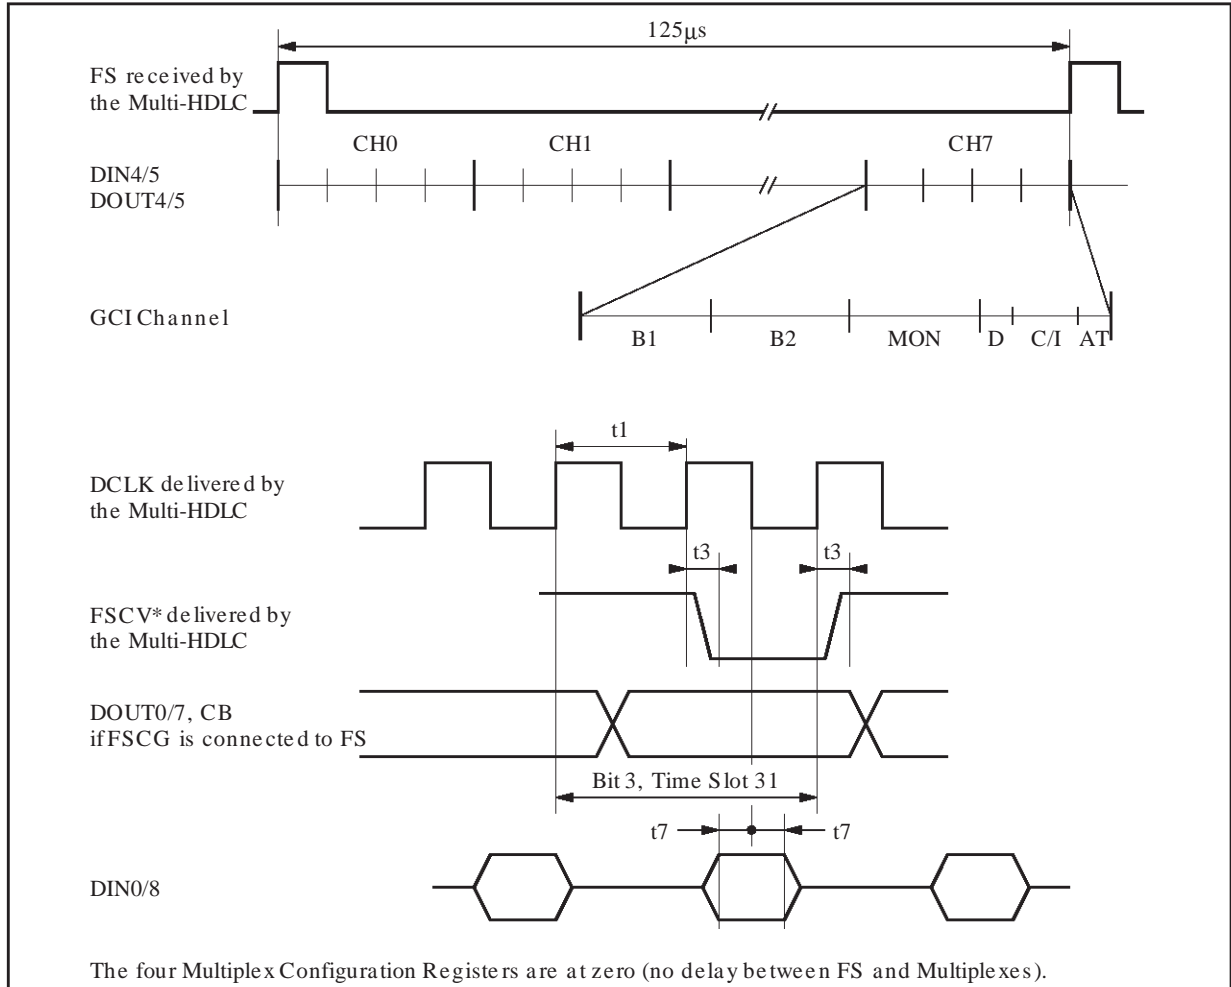 125μs
FS received by
the Multi-HDLC
CH0 CH1 CH7
DIN4/5
DOUT4/5
GCI Channel
B1 B2 MON D C/I AT
t1
DCLK delivered by
the Multi-HDLC
t3 t3
FSCV* delivered by
the Multi-HDLC
DOUT0/7, CB
if FSCG is connected to FS
Bit 3, Time Slot 31
t7 t7
DIN0/8
The four Multiplex Configuration Registers are at zero (no delay between FS and Multiplexes).